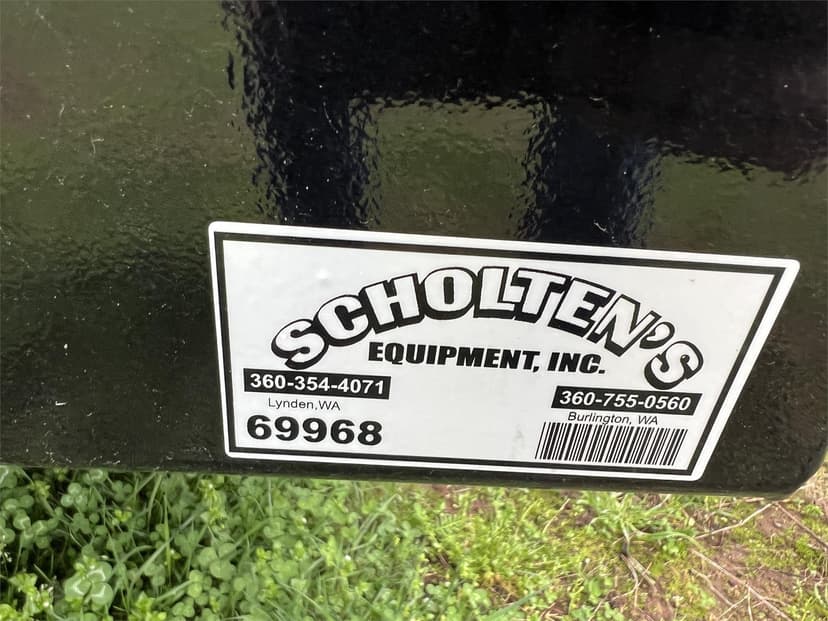 SCHOLTEN'S
EQUIPMENT, INC.
360-354-4071
Lynden, WA
69968
360-755-0560
Burlington, WA